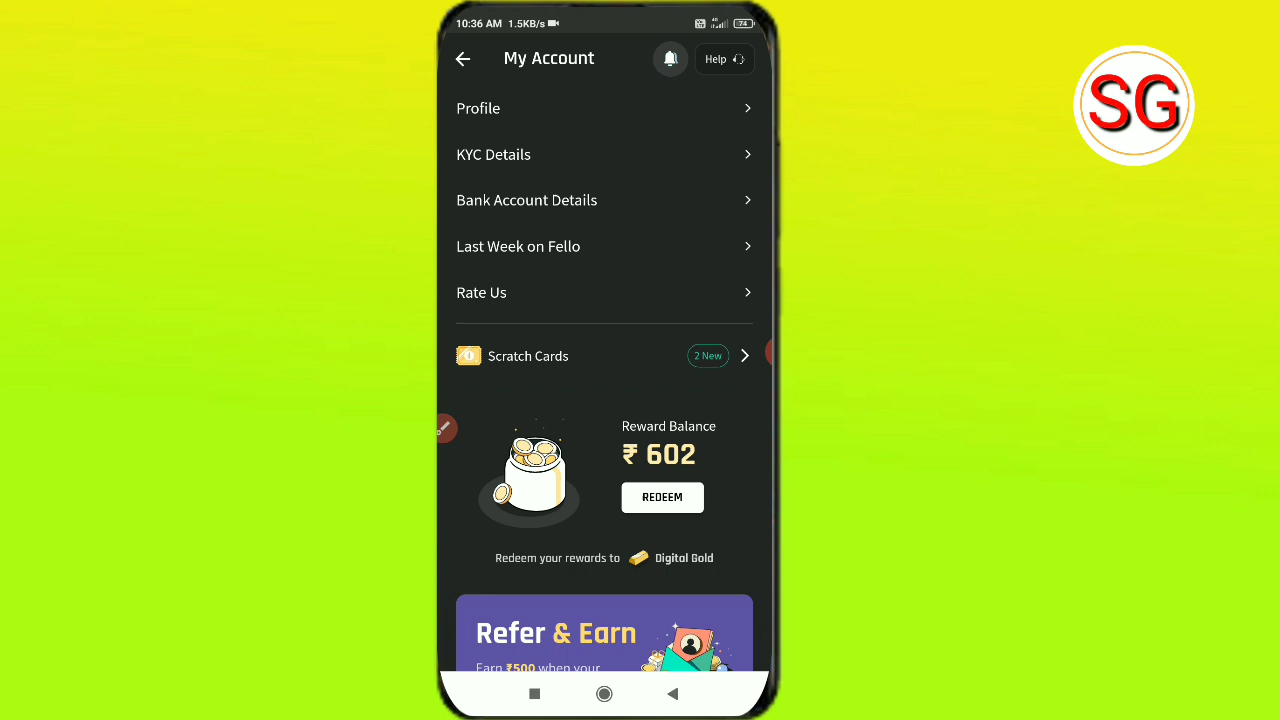 10:36 AM 1.5KB/s
4G
74
My Account
Help
SG
Profile
KYC Details
Bank Account Details
Last Week on Fello
Rate Us
Scratch Cards
2 New
Reward Balance
₹ 602
REDEEM
Redeem your rewards to Digital Gold
Refer & Earn
Earn ₹500 when your